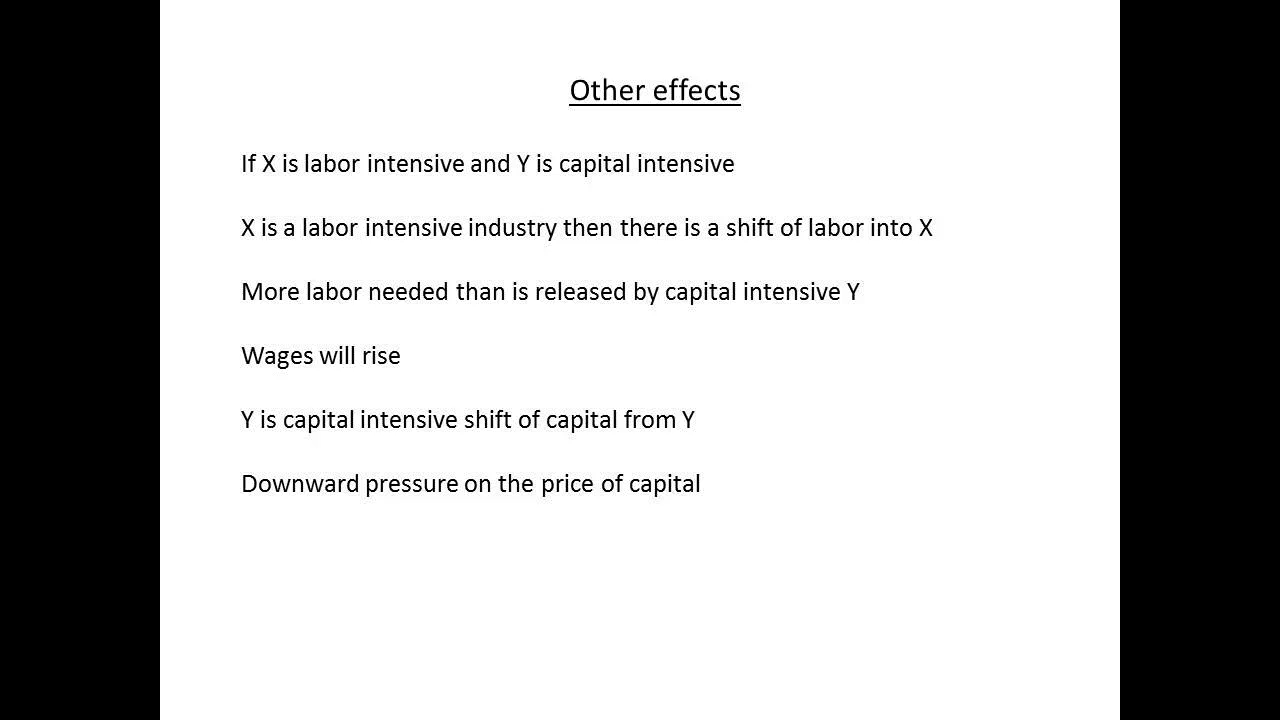 Other effects
If X is labor intensive and Y is capital intensive
X is a labor intensive industry then there is a shift of labor into X
More labor needed than is released by capital intensive Y
Wages will rise
Y is capital intensive shift of capital from Y
Downward pressure on the price of capital